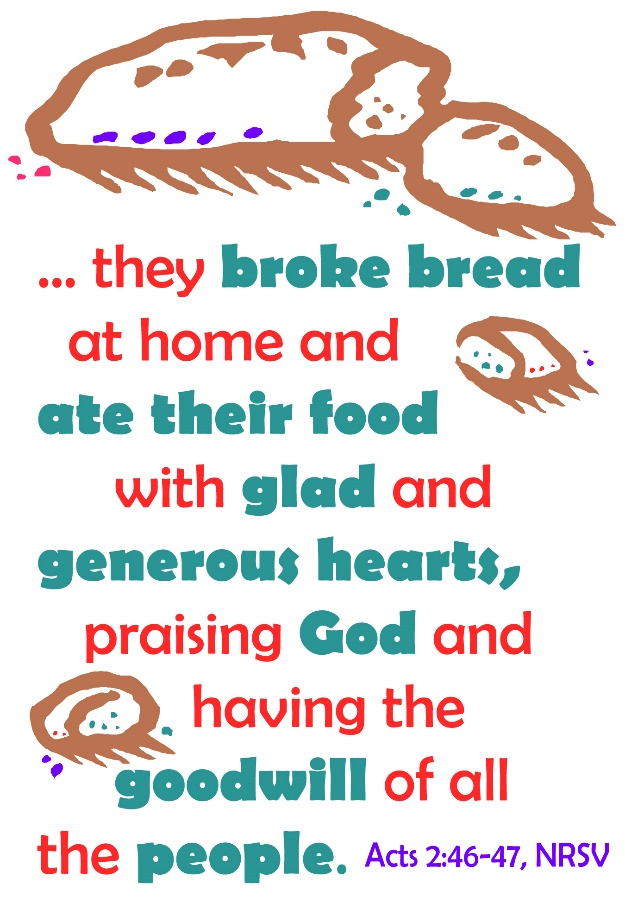 ... they broke bread
at home and
ate their food
with glad and
generous hearts,
praising God and
having the
goodwill of all
the people. Acts 2:46-47, NRSV